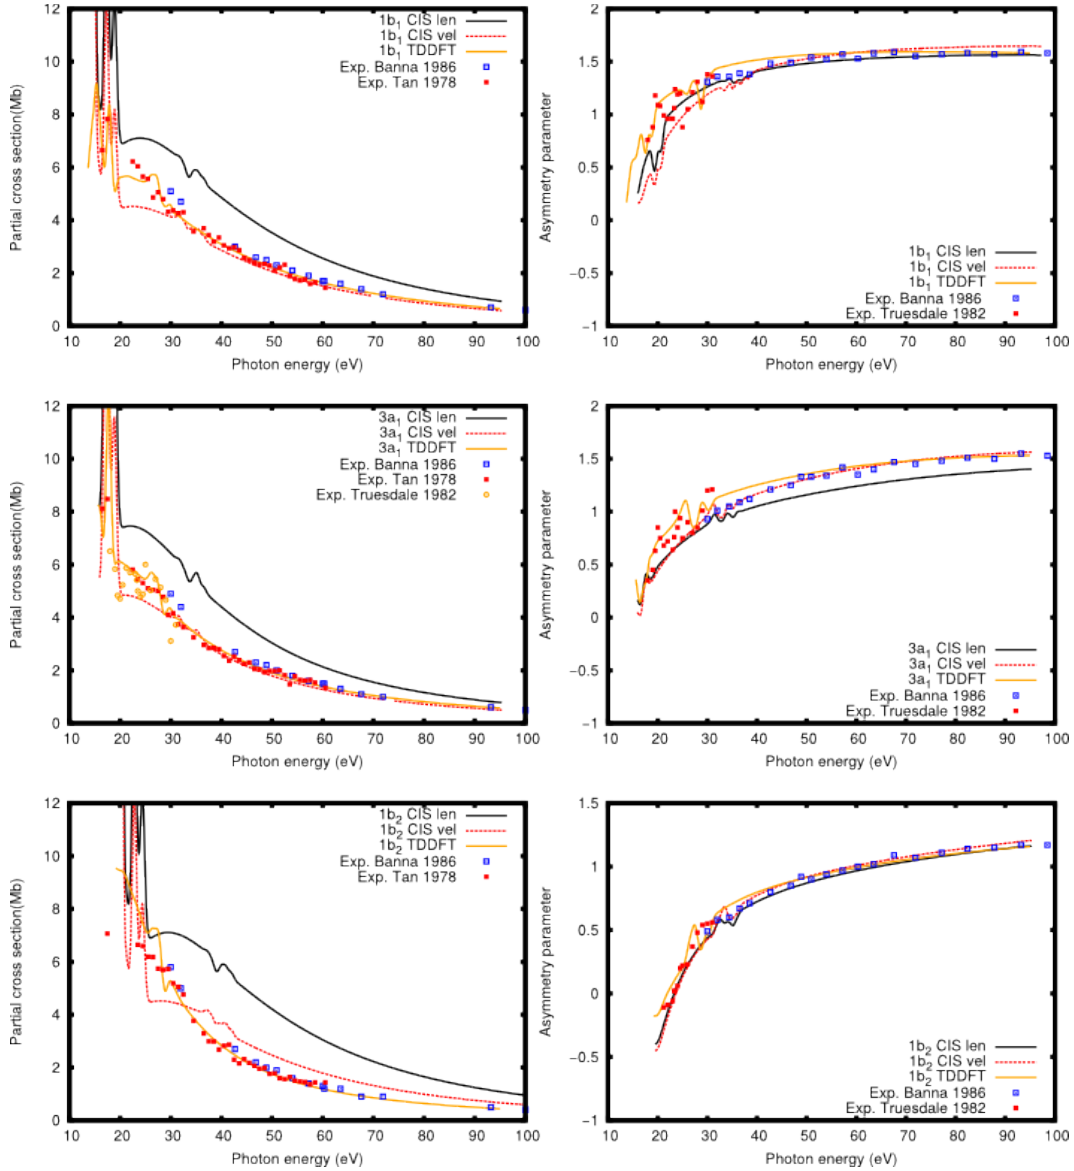 12
10
8
6
4
2
0
10 20 30 40 50 60 70 80 90 100
Partial cross section(Mb)
Photon energy (eV)
1b1 CIS len
1b1 CIS vel
1b1 TDDFT
Exp. Banna 1986
Exp. Tan 1978
2
1.5
1
0.5
0
−0.5
−1
10 20 30 40 50 60 70 80 90 100
Asymmetry parameter
Photon energy (eV)
1b1 CIS len
1b1 CIS vel
1b1 TDDFT
Exp. Banna 1986
Exp. Truesdale 1982
12
10
8
6
4
2
0
10 20 30 40 50 60 70 80 90 100
Partial cross section(Mb)
Photon energy (eV)
3a1 CIS len
3a1 CIS vel
3a1 TDDFT
Exp. Banna 1986
Exp. Tan 1978
Exp. Truesdale 1982
2
1.5
1
0.5
0
−0.5
−1
10 20 30 40 50 60 70 80 90 100
Asymmetry parameter
Photon energy (eV)
3a1 CIS len
3a1 CIS vel
3a1 TDDFT
Exp. Banna 1986
Exp. Truesdale 1982
12
10
8
6
4
2
0
10 20 30 40 50 60 70 80 90 100
Partial cross section(Mb)
Photon energy (eV)
1b2 CIS len
1b2 CIS vel
1b2 TDDFT
Exp. Banna 1986
Exp. Tan 1978
1.5
1
0.5
0
−0.5
−1
10 20 30 40 50 60 70 80 90 100
Asymmetry parameter
Photon energy (eV)
1b2 CIS len
1b2 CIS vel
1b2 TDDFT
Exp. Banna 1986
Exp. Truesdale 1982